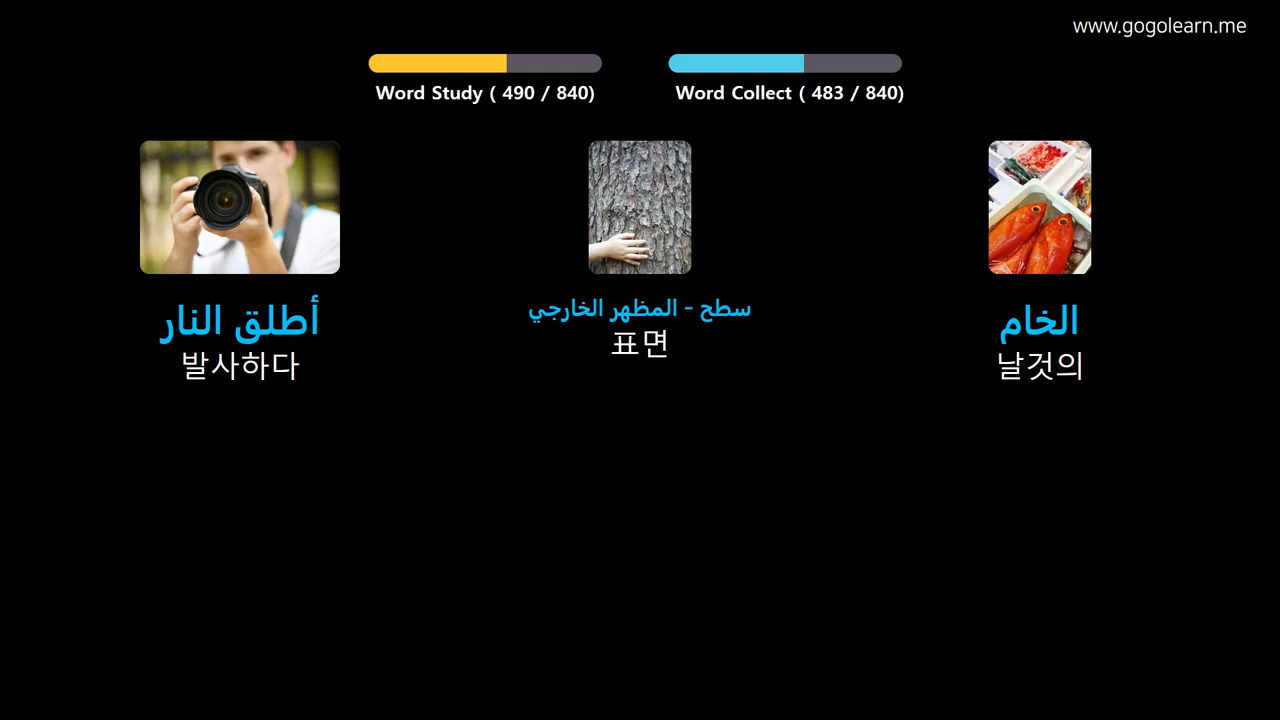 www.gogolearn.me
Word Study ( 490 / 840)
Word Collect ( 483 / 840)
أطلق النار
발사하다
سطح - المظهر الخارجي
표면
الخام
날것의